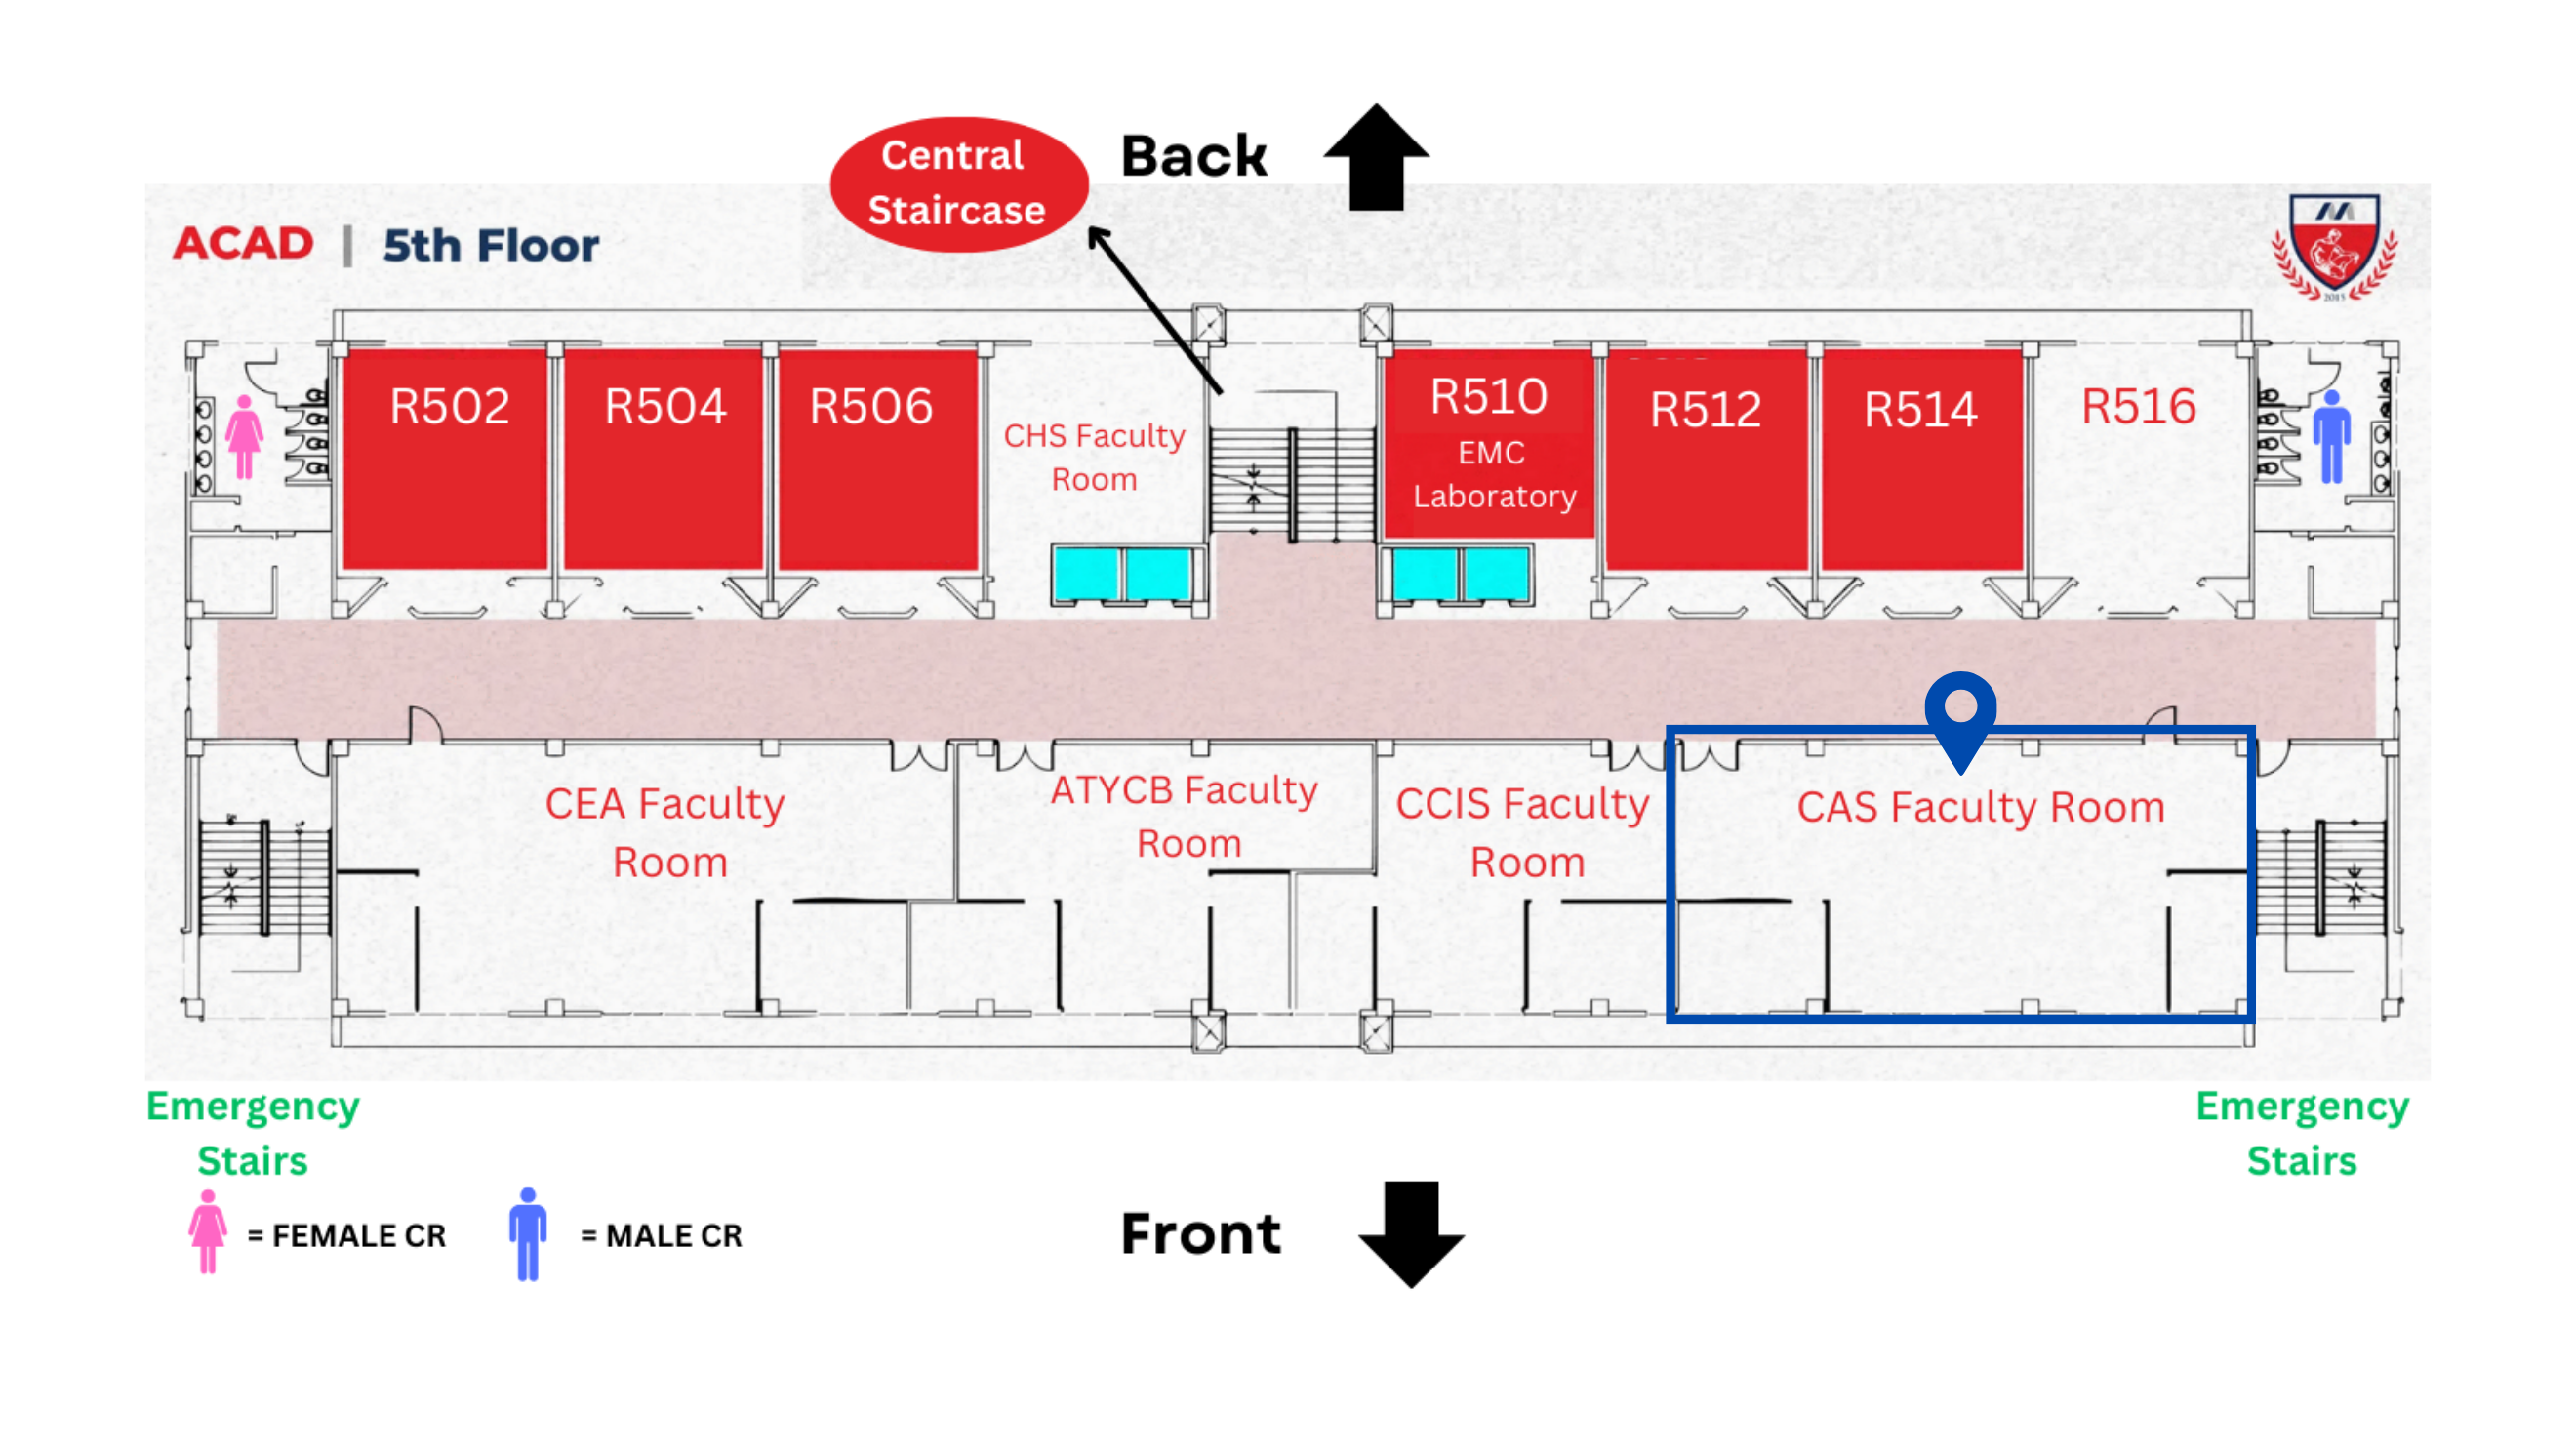 Central
Staircase
Back
ACAD | 5th Floor
2015
R502
R504
R506
CHS Faculty
Room
R510
EMC
Laboratory
R512
R514
R516
CEA Faculty
Room
ATYCB Faculty
Room
CCIS Faculty
Room
CAS Faculty Room
Emergency
Stairs
Emergency
Stairs
= FEMALE CR
= MALE CR
Front